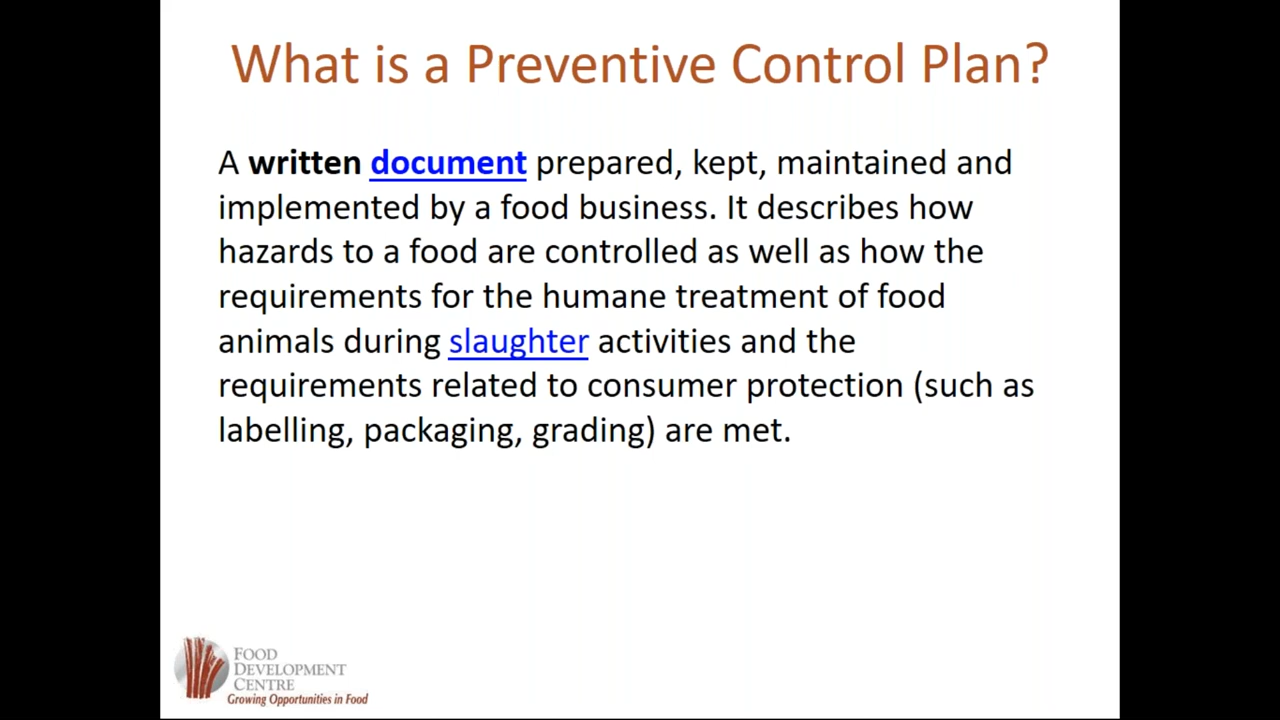 What is a Preventive Control Plan?
A written document prepared, kept, maintained and
implemented by a food business. It describes how
hazards to a food are controlled as well as how the
requirements for the humane treatment of food
animals during slaughter activities and the
requirements related to consumer protection (such as
labelling, packaging, grading) are met.
FOOD
DEVELOPMENT
CENTRE
Growing Opportunities in Food